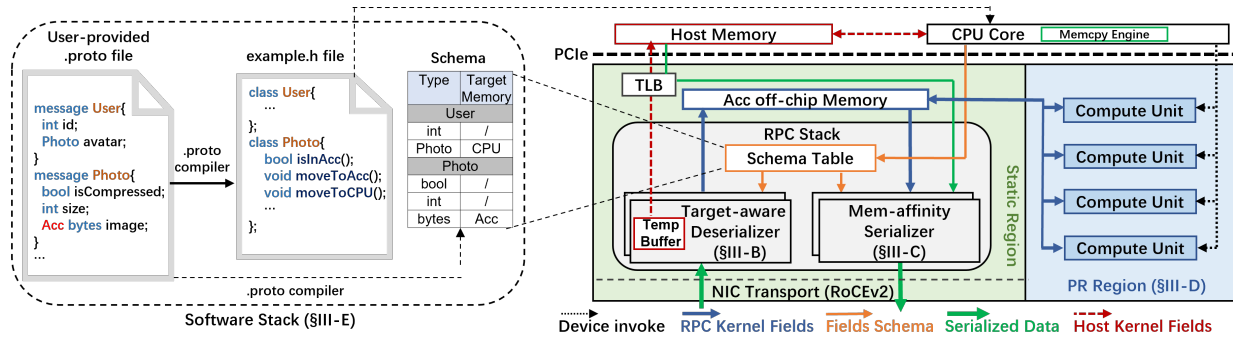 User-provided
.proto file
message User{
int id;
Photo avatar;
}
message Photo{
bool isCompressed;
int size;
Acc bytes image;
}
...
.proto
compiler
example.h file
class User{
...
};
class Photo{
bool isInAcc();
void moveToAcc();
void moveToCPU();
...
};
Schema
Type
Target
Memory
User
int /
Photo CPU
Photo
bool /
int /
bytes Acc
.proto compiler
Software Stack (§III-E)
Host Memory
CPU Core
Memcpy Engine
PCIe
TLB
Acc off-chip Memory
RPC Stack
Schema Table
Temp
Buffer
Target-aware
Deserializer
(§III-B)
Mem-affinity
Serializer
(§III-C)
Static Region
NIC Transport (RoCEv2)
Compute Unit
Compute Unit
Compute Unit
Compute Unit
PR Region (§III-D)
Device invoke
RPC Kernel Fields
Fields Schema
Serialized Data
Host Kernel Fields